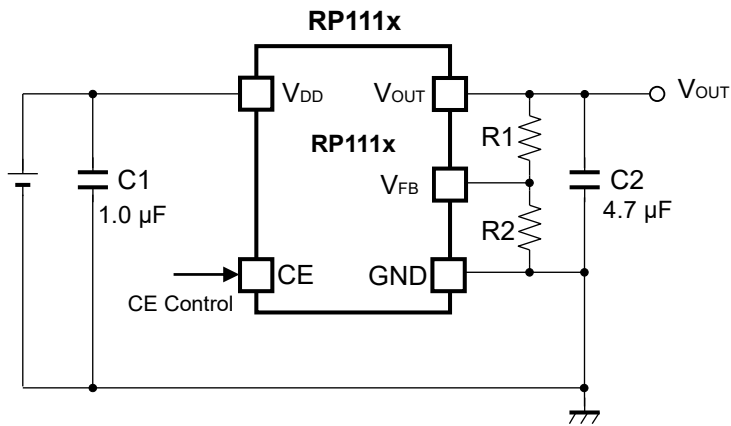 RP111x
VDD
VOUT
VOUT
R1
RP111x
VFB
C1
1.0 µF
C2
4.7 µF
R2
CE
GND
CE Control